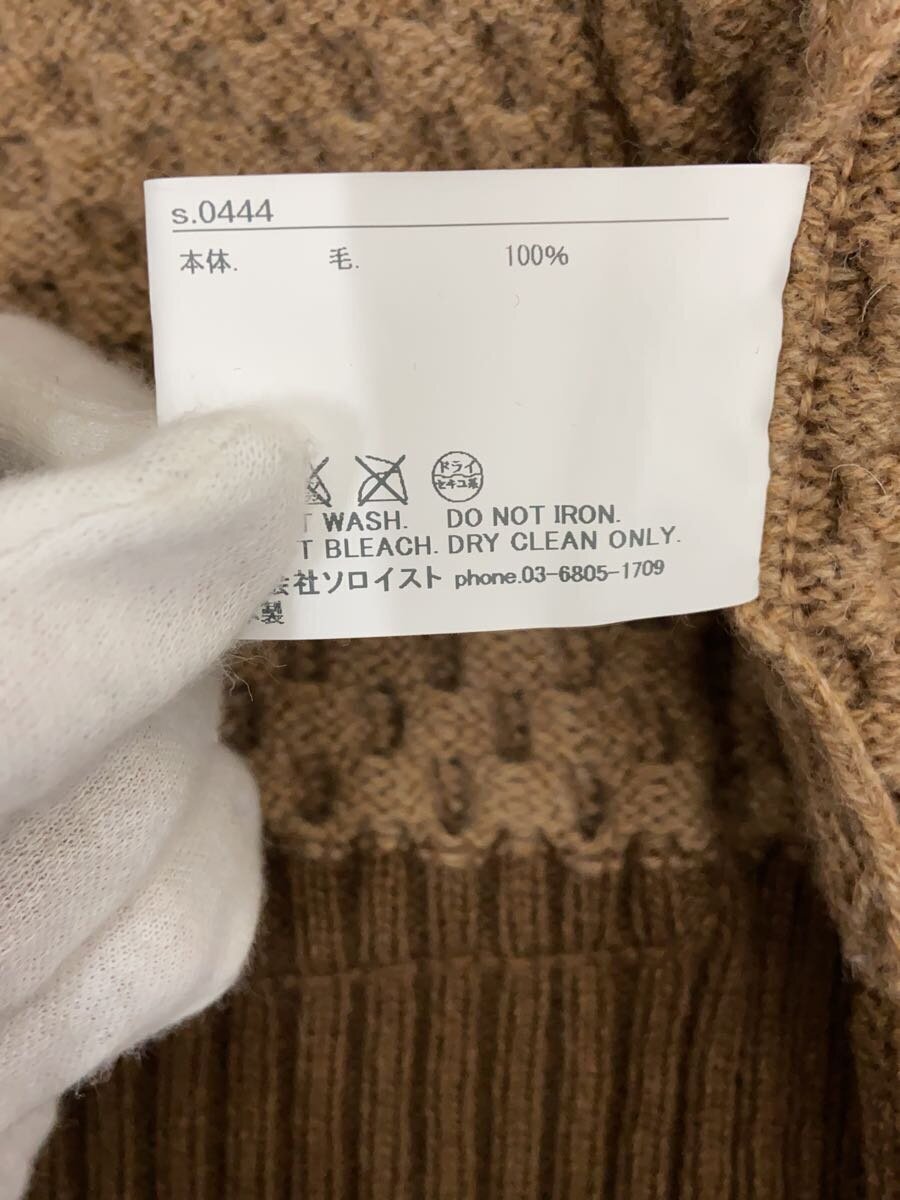 s.0444
本体. 毛. 100%
ドライ
セキユ系
WASH. DO NOT IRON.
BLEACH. DRY CLEAN ONLY.
会社ソロイスト phone.03-6805-1709
製